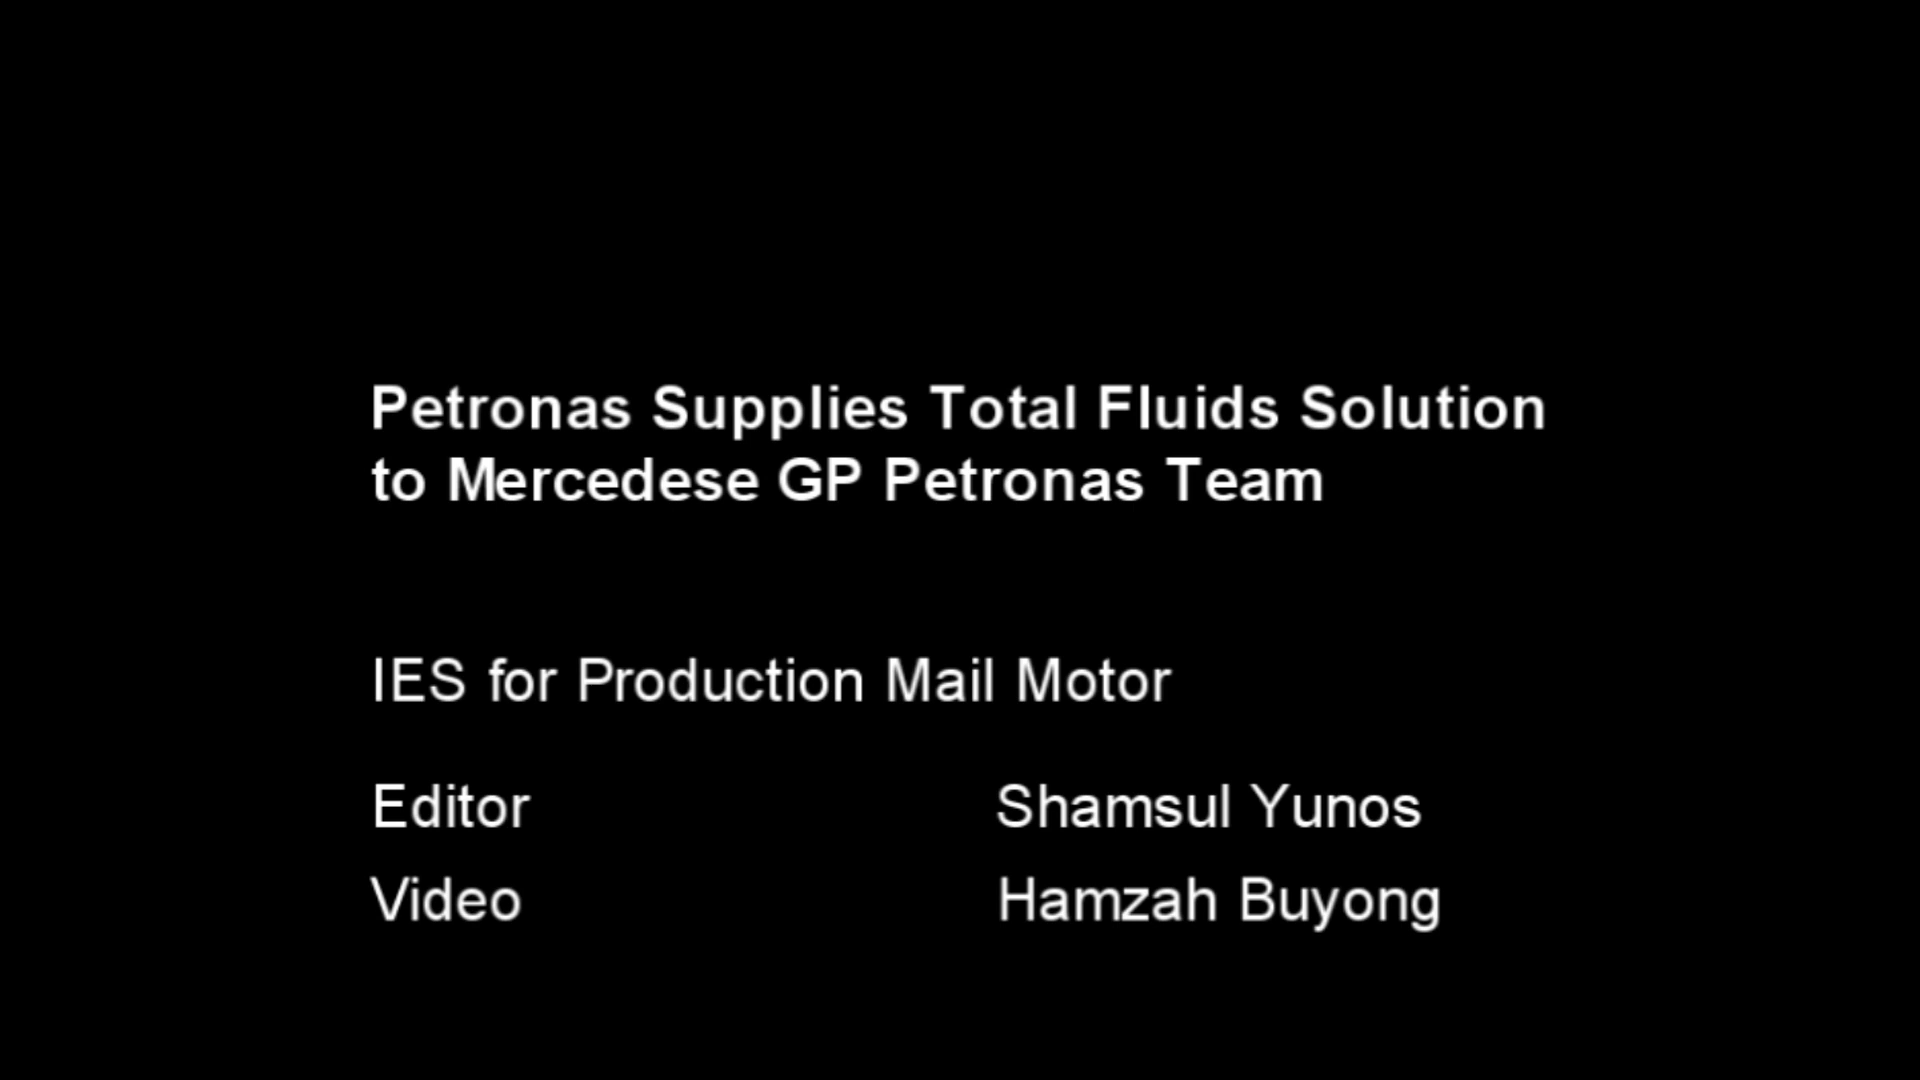 Petronas Supplies Total Fluids Solution
to Mercedese GP Petronas Team
IES for Production Mail Motor
Editor Shamsul Yunos
Video Hamzah Buyong